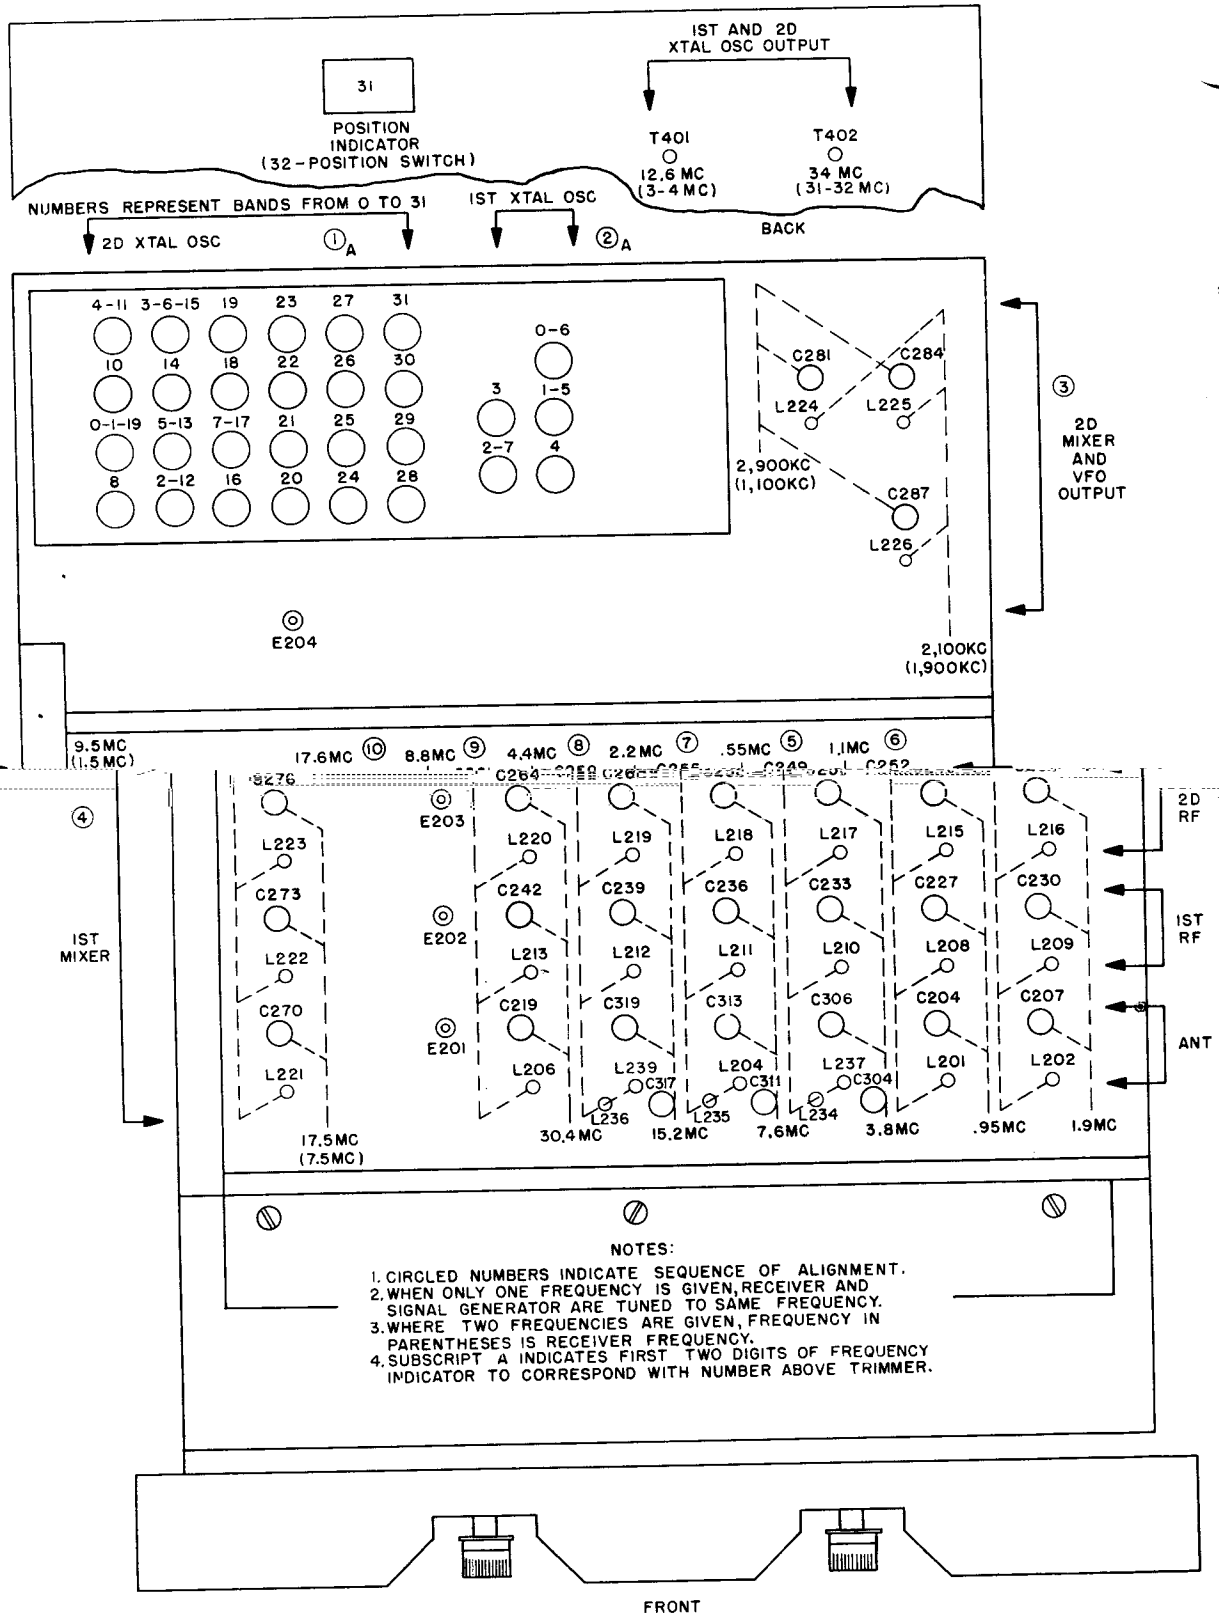 1ST AND 2D
XTAL OSC OUTPUT
31
POSITION
INDICATOR
(32-POSITION SWITCH)
T401
12.6 MC
(3-4 MC)
T402
34 MC
(31-32 MC)
NUMBERS REPRESENT BANDS FROM 0 TO 31
1ST XTAL OSC
BACK
2D XTAL OSC
1 A
2 A
4-11 3-6-15 19 23 27 31
0-6
10 14 18 22 26 30
3 1-5
0-1-19 5-13 7-17 21 25 29
2-7 4
8 2-12 16 20 24 28
C281 C284
L224 L225
2,900KC
(1,100KC)
C287
L226
3
2D
MIXER
AND
VFO
OUTPUT
E204
2,100KC
(1,900KC)
9.5MC
(1.5MC)
17.6MC 10 8.8MC 9 4.4MC 8 2.2MC 7 .55MC 5 1.1MC 6
C264 C249 C252
4
E203
2D
RF
L223 L220 L219 L218 L217 L215 L216
C273 C242 C239 C236 C233 C227 C230
E202
1ST
RF
1ST
MIXER
L222 L213 L212 L211 L210 L208 L209
C270 C219 C319 C313 C306 C204 C207
E201
ANT
L221 L206 L239 C317 L204 C311 L237 C304 L201 L202
L236 L235 L234
17.5MC
(7.5MC)
30.4MC 15.2MC 7.6MC 3.8MC .95MC 1.9MC
NOTES:
1. CIRCLED NUMBERS INDICATE SEQUENCE OF ALIGNMENT.
2. WHEN ONLY ONE FREQUENCY IS GIVEN, RECEIVER AND
SIGNAL GENERATOR ARE TUNED TO SAME FREQUENCY.
3. WHERE TWO FREQUENCIES ARE GIVEN, FREQUENCY IN
PARENTHESES IS RECEIVER FREQUENCY.
4. SUBSCRIPT A INDICATES FIRST TWO DIGITS OF FREQUENCY
INDICATOR TO CORRESPOND WITH NUMBER ABOVE TRIMMER.
FRONT